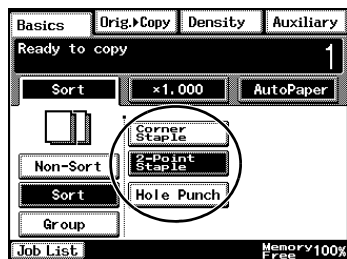 Basics Orig.▶Copy Density Auxiliary
Ready to copy 1
Sort ×1.000 AutoPaper
Corner
Staple
Non-Sort 2-Point
Staple
Sort Hole Punch
Group
Job List Memory Free 100%